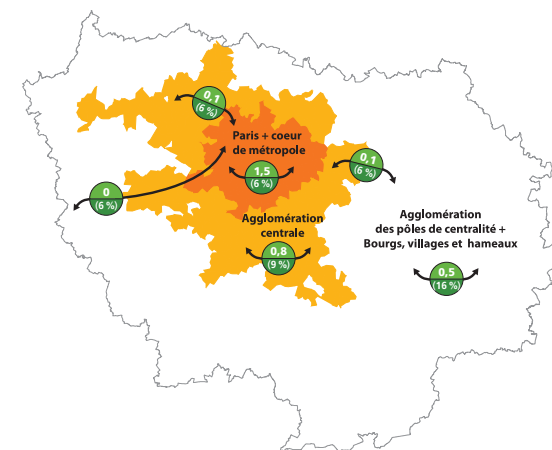 0,1
(6 %)
Paris + coeur
de métropole
1,5
(6 %)
0,1
(6 %)
0
(6 %)
Agglomération
centrale
0,8
(9 %)
Agglomération
des pôles de centralité +
Bourgs, villages et hameaux
0,5
(16 %)